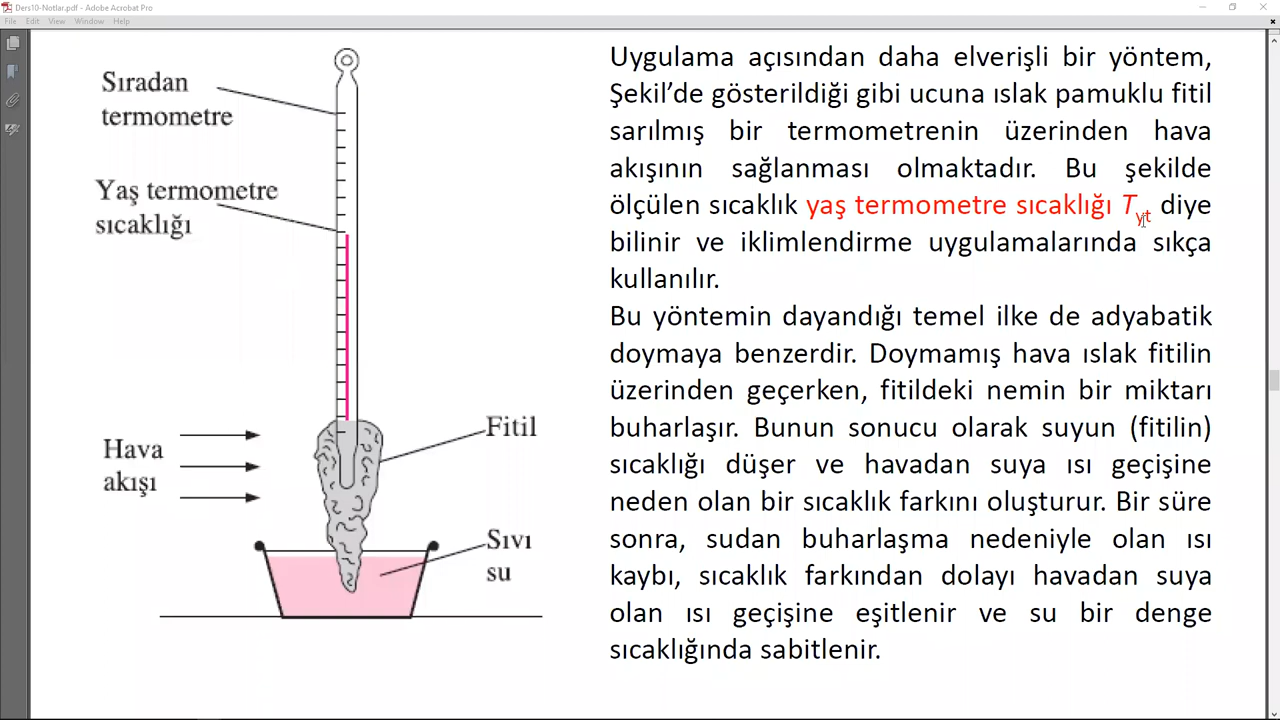 Ders10-Notlar.pdf - Adobe Acrobat Pro
File Edit View Window Help
Sıradan
termometre
Yaş termometre
sıcaklığı
Hava
akışı
Fitil
Sıvı
su
Uygulama açısından daha elverişli bir yöntem,
Şekil’de gösterildiği gibi ucuna ıslak pamuklu fitil
sarılmış bir termometrenin üzerinden hava
akışının sağlanması olmaktadır. Bu şekilde
ölçülen sıcaklık yaş termometre sıcaklığı Tyt diye
bilinir ve iklimlendirme uygulamalarında sıkça
kullanılır.
Bu yöntemin dayandığı temel ilke de adyabatik
doymaya benzerdir. Doymamış hava ıslak fitilin
üzerinden geçerken, fitildeki nemin bir miktarı
buharlaşır. Bunun sonucu olarak suyun (fitilin)
sıcaklığı düşer ve havadan suya ısı geçişine
neden olan bir sıcaklık farkını oluşturur. Bir süre
sonra, sudan buharlaşma nedeniyle olan ısı
kaybı, sıcaklık farkından dolayı havadan suya
olan ısı geçişine eşitlenir ve su bir denge
sıcaklığında sabitlenir.